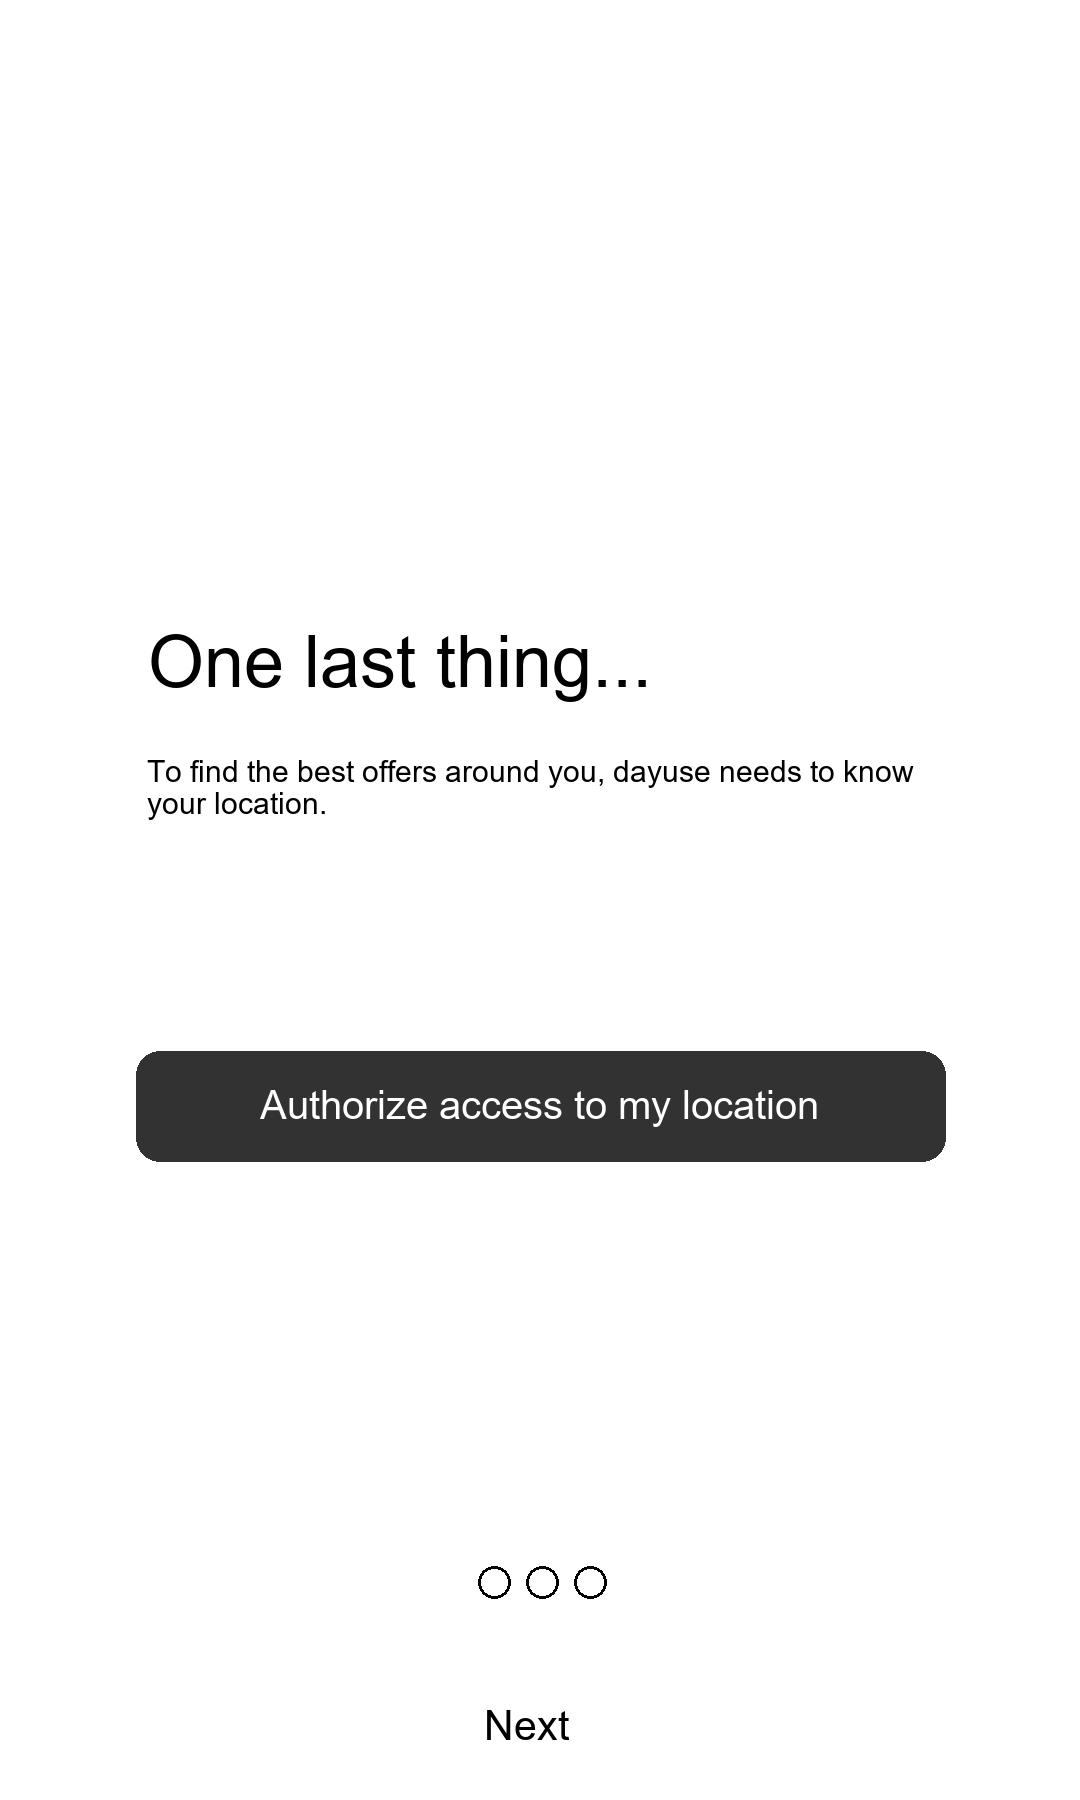 One last thing...
To find the best offers around you, dayuse needs to know
your location.
Authorize access to my location
Next